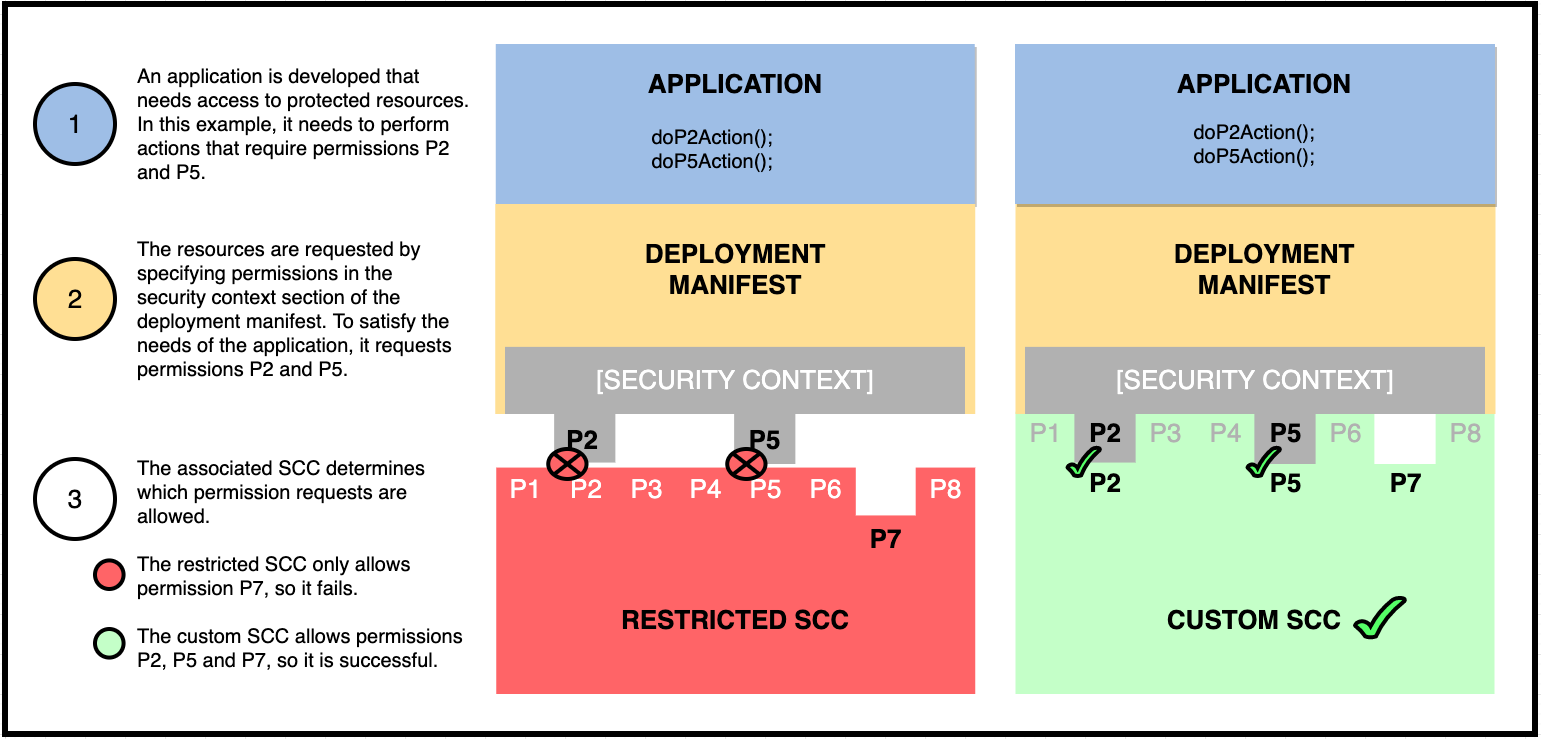 1
An application is developed that
needs access to protected resources.
In this example, it needs to perform
actions that require permissions P2
and P5.
2
The resources are requested by
specifying permissions in the
security context section of the
deployment manifest. To satisfy the
needs of the application, it requests
permissions P2 and P5.
3
The associated SCC determines
which permission requests are
allowed.
The restricted SCC only allows
permission P7, so it fails.
The custom SCC allows permissions
P2, P5 and P7, so it is successful.
APPLICATION
doP2Action();
doP5Action();
DEPLOYMENT
MANIFEST
[SECURITY CONTEXT]
P2 P5
P1 P2 P3 P4 P5 P6 P8
P7
RESTRICTED SCC
APPLICATION
doP2Action();
doP5Action();
DEPLOYMENT
MANIFEST
[SECURITY CONTEXT]
P1 P2 P3 P4 P5 P6 P8
P2 P5 P7
CUSTOM SCC